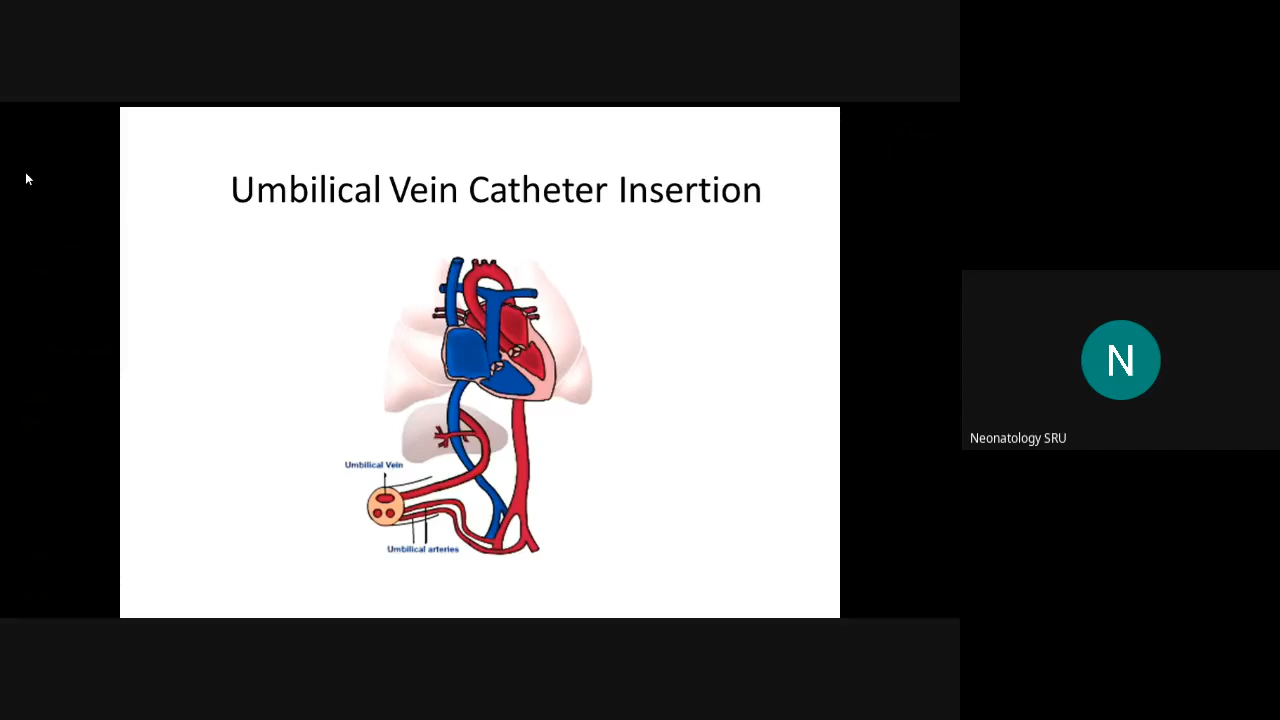 Umbilical Vein Catheter Insertion
Umbilical Vein
Umbilical arteries
N
Neonatology SRU